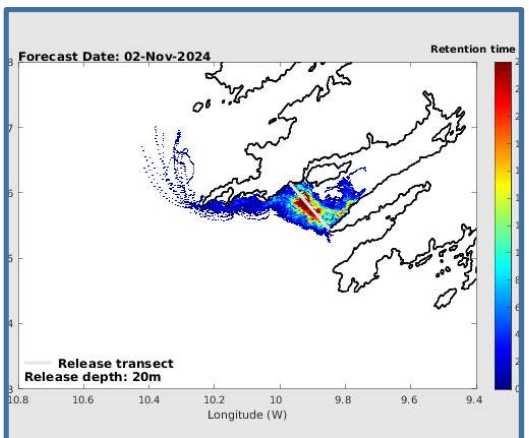 Forecast Date: 02-Nov-2024
Retention time
Release transect
Release depth: 20m
10.8 10.6 10.4 10.2 10 9.8 9.6 9.4
Longitude (W)